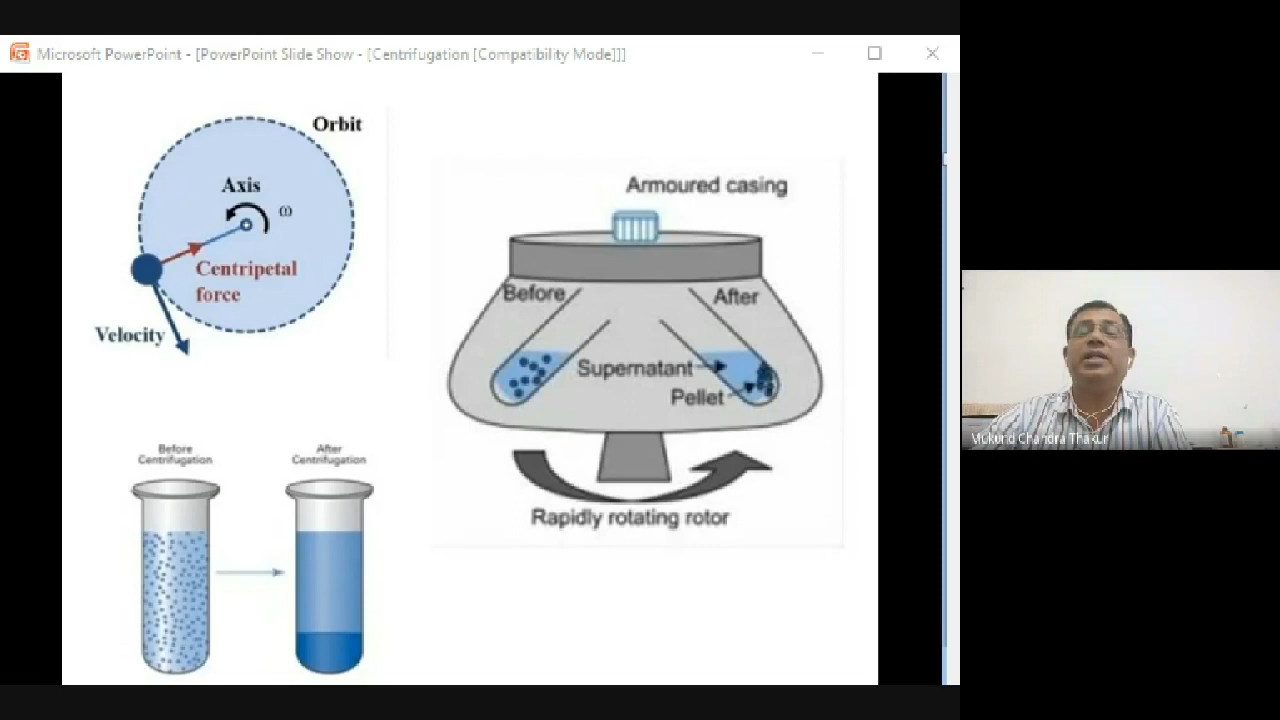 Microsoft PowerPoint - [PowerPoint Slide Show - [Centrifugation [Compatibility Mode]]]
Orbit
Axis
ω
Centripetal
force
Velocity
Armoured casing
Before
After
Supernatant
Pellet
Rapidly rotating rotor
Before
Centrifugation
After
Centrifugation
Mukund Chandra Thakur